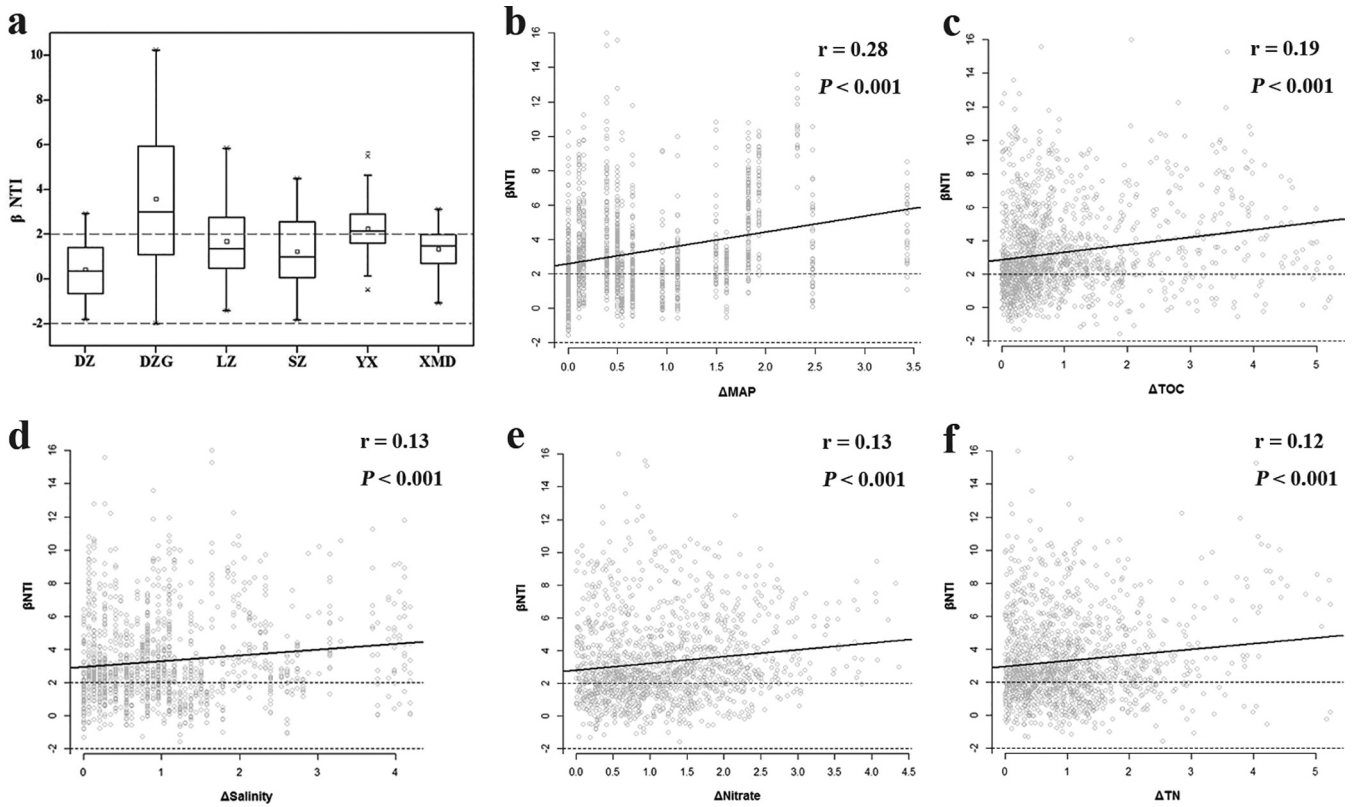 a
β NTI
10
8
6
4
2
0
-2
DZ DZG LZ SZ YX XMD
b
r = 0.28
P < 0.001
βNTI
16
14
12
10
8
6
4
2
0
-2
0.0 0.5 1.0 1.5 2.0 2.5 3.0 3.5
ΔMAP
c
r = 0.19
P < 0.001
βNTI
16
14
12
10
8
6
4
2
0
-2
0 1 2 3 4 5
ΔTOC
d
r = 0.13
P < 0.001
βNTI
16
14
12
10
8
6
4
2
0
-2
0 1 2 3 4
ΔSalinity
e
r = 0.13
P < 0.001
βNTI
16
14
12
10
8
6
4
2
0
-2
0.0 0.5 1.0 1.5 2.0 2.5 3.0 3.5 4.0 4.5
ΔNitrate
f
r = 0.12
P < 0.001
βNTI
16
14
12
10
8
6
4
2
0
-2
0 1 2 3 4 5
ΔTN